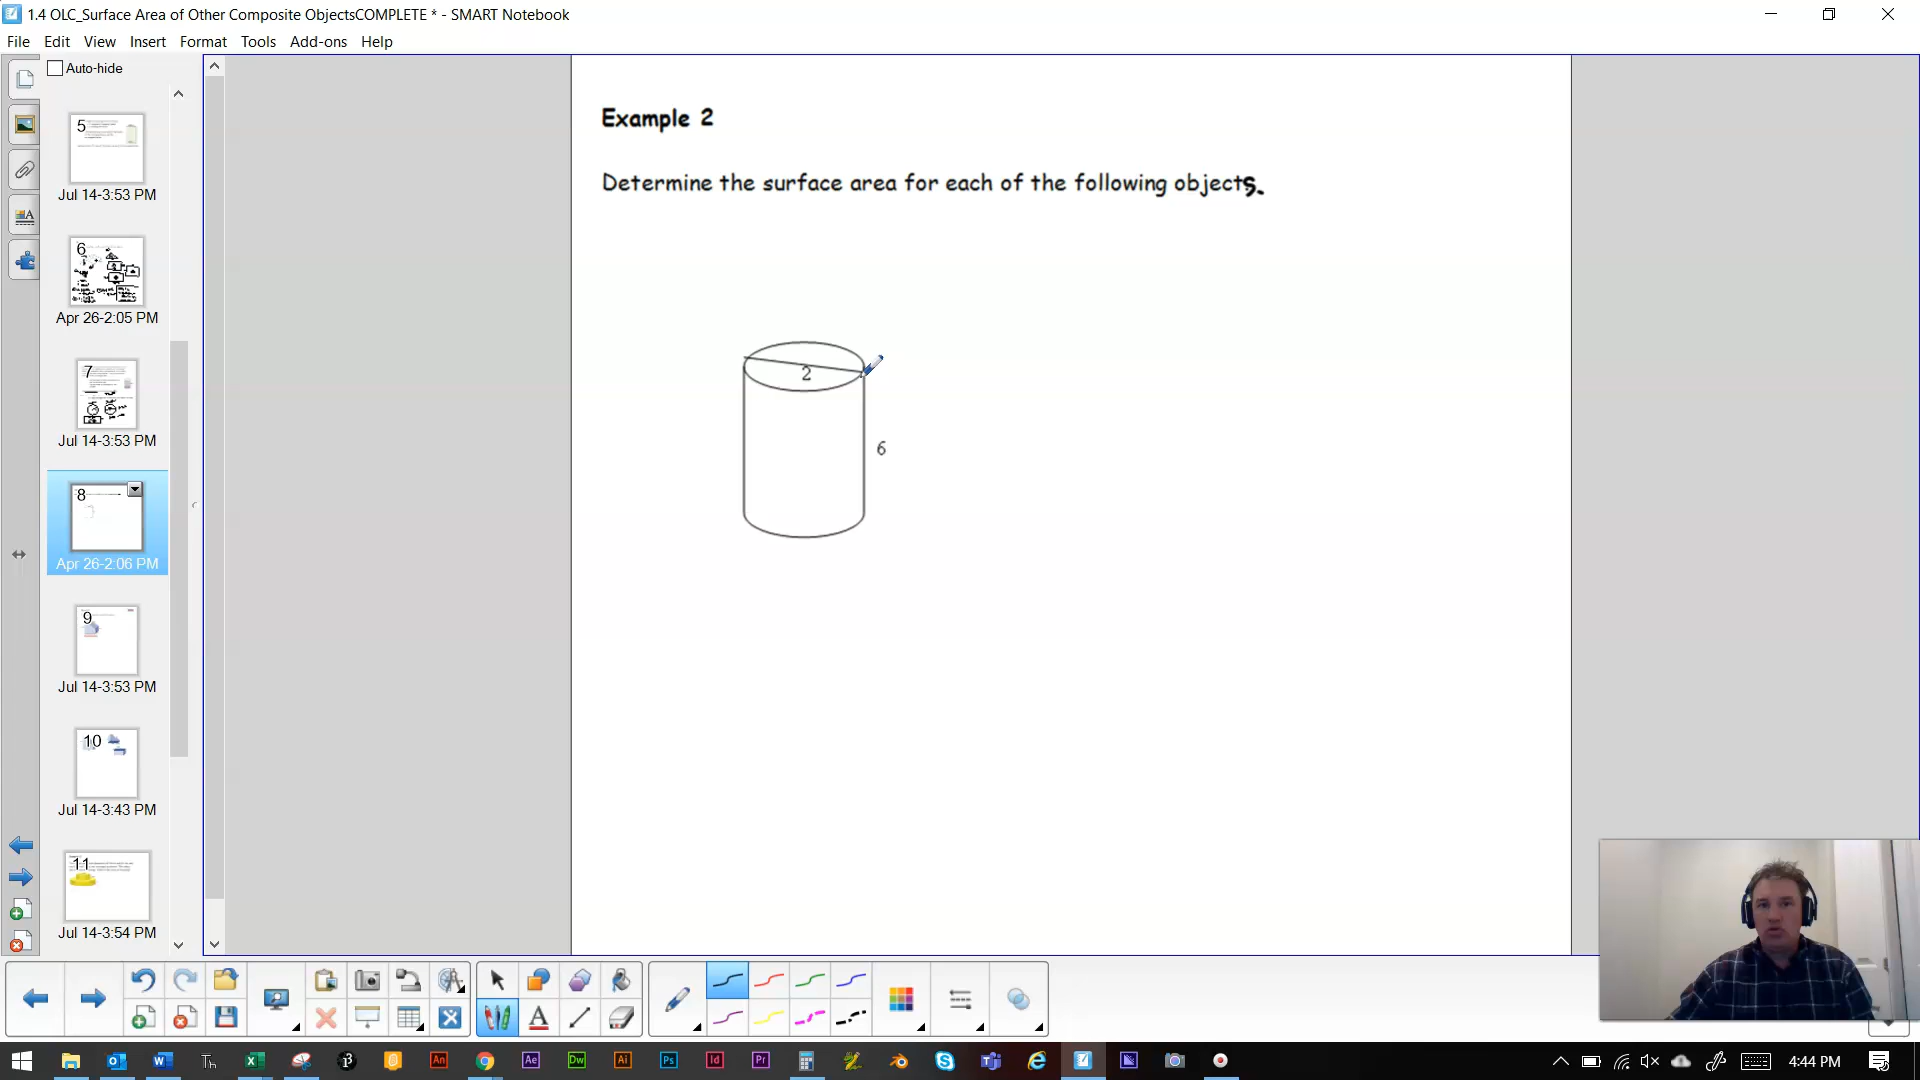 1.4 OLC_Surface Area of Other Composite ObjectsCOMPLETE * - SMART Notebook
File Edit View Insert Format Tools Add-ons Help
Auto-hide
5
Jul 14-3:53 PM
6
Apr 26-2:05 PM
7
Jul 14-3:53 PM
8
Apr 26-2:06 PM
9
Jul 14-3:53 PM
10
Jul 14-3:43 PM
11
Jul 14-3:54 PM
Example 2
Determine the surface area for each of the following objects.
2
6
4:44 PM